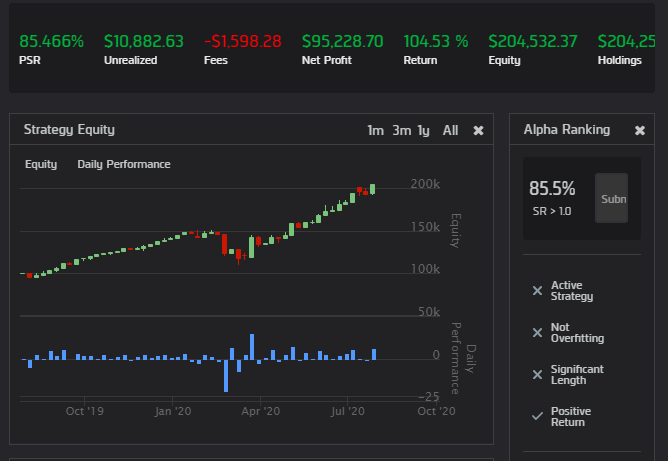 85.466% $10,882.63 -$1,598.28 $95,228.70 104.53 % $204,532.37 $204,25
PSR Unrealized Fees Net Profit Return Equity Holdings
Strategy Equity 1m 3m 1y All ✖
Alpha Ranking ✖
Equity Daily Performance
200k
150k
100k
50k
Equity
0
-25
Daily
Performance
Oct '19 Jan '20 Apr '20 Jul '20 Oct '20
85.5%
SR > 1.0
Subn
Active
Strategy
Not
Overfitting
Significant
Length
Positive
Return